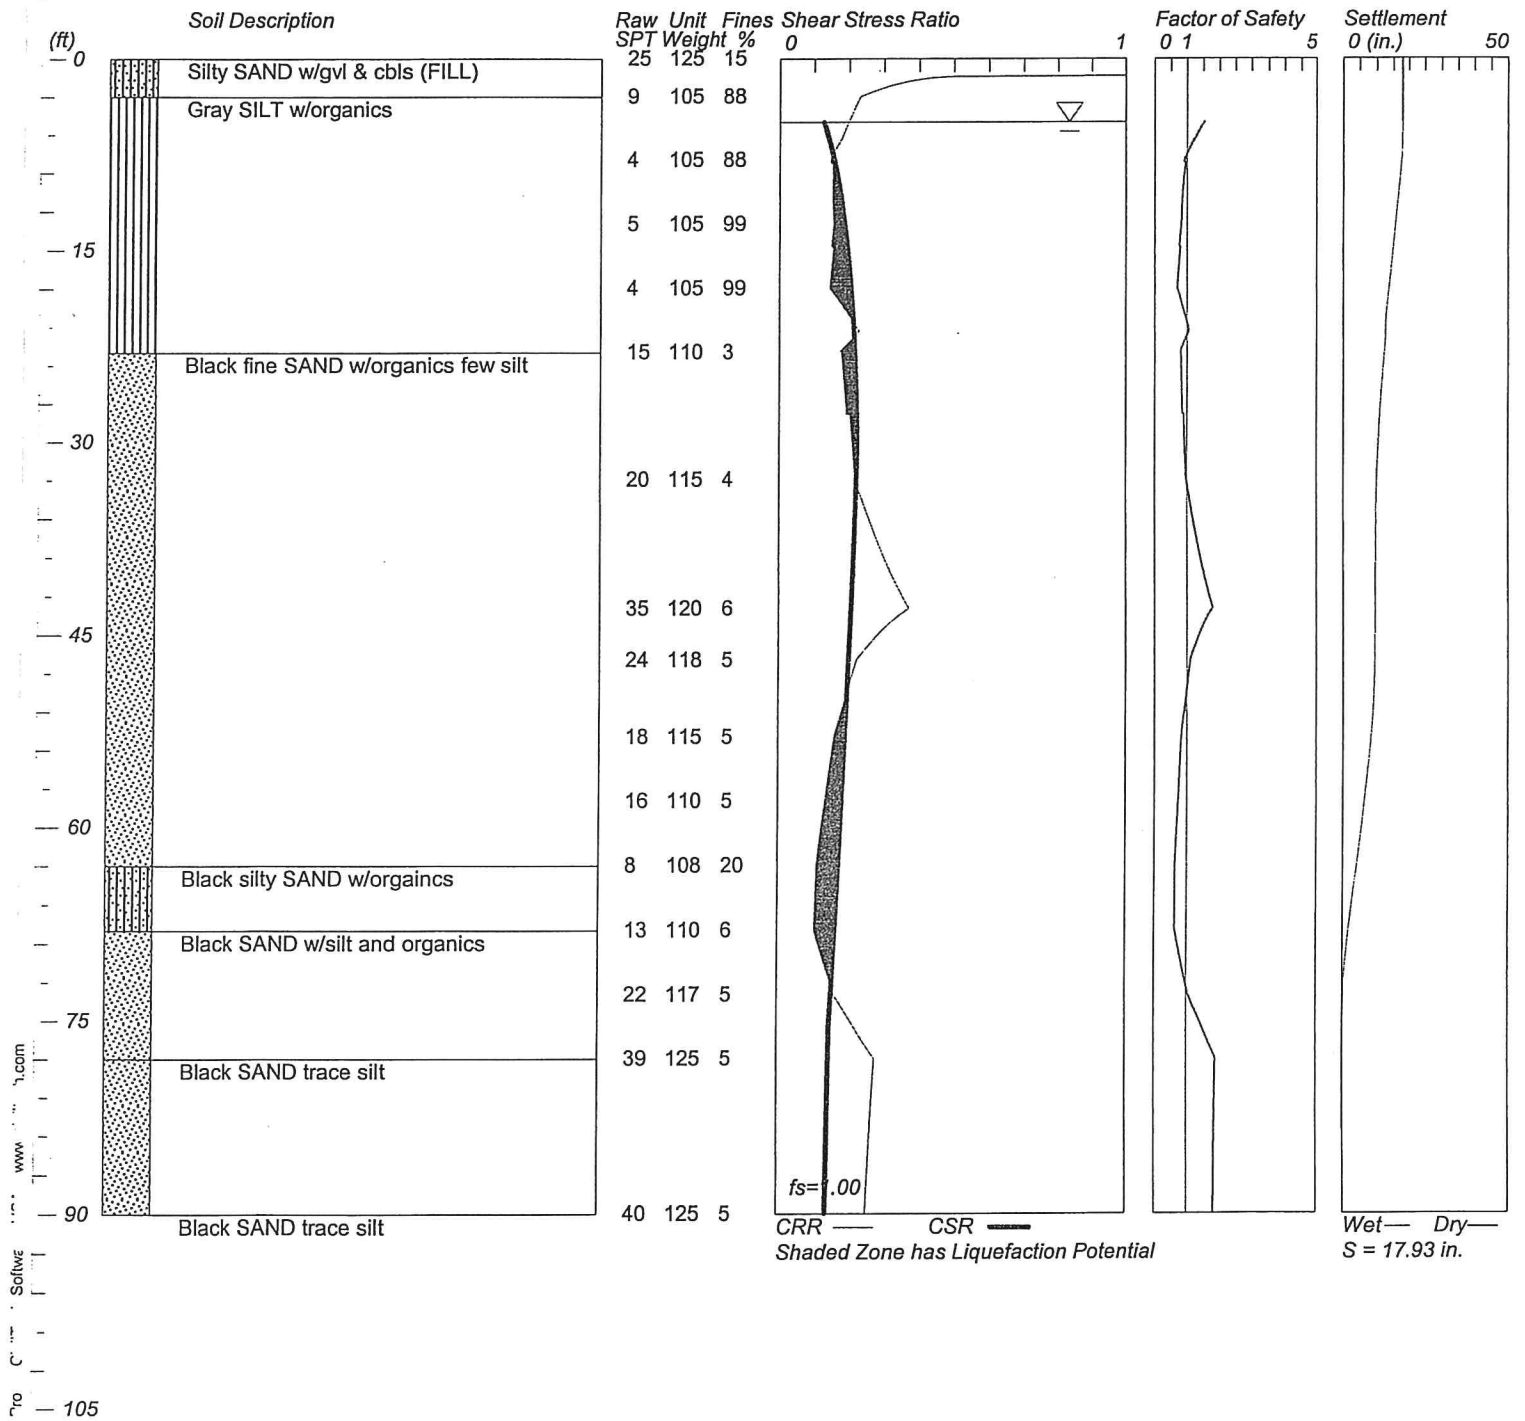 Soil Description Raw Unit Fines Shear Stress Ratio Factor of Safety Settlement
(ft) SPT Weight % 0 1 0 1 5 0 (in.) 50
0 25 125 15
Silty SAND w/gvl & cbls (FILL)
9 105 88
Gray SILT w/organics
4 105 88
5 105 99
15
4 105 99
15 110 3
Black fine SAND w/organics few silt
30
20 115 4
35 120 6
45
24 118 5
18 115 5
16 110 5
60
8 108 20
Black silty SAND w/orgaincs
13 110 6
Black SAND w/silt and organics
22 117 5
75
39 125 5
Black SAND trace silt
fs=1.00
90 40 125 5
Black SAND trace silt
CRR CSR Wet Dry
Shaded Zone has Liquefaction Potential S = 17.93 in.
105
www .com
Softwa